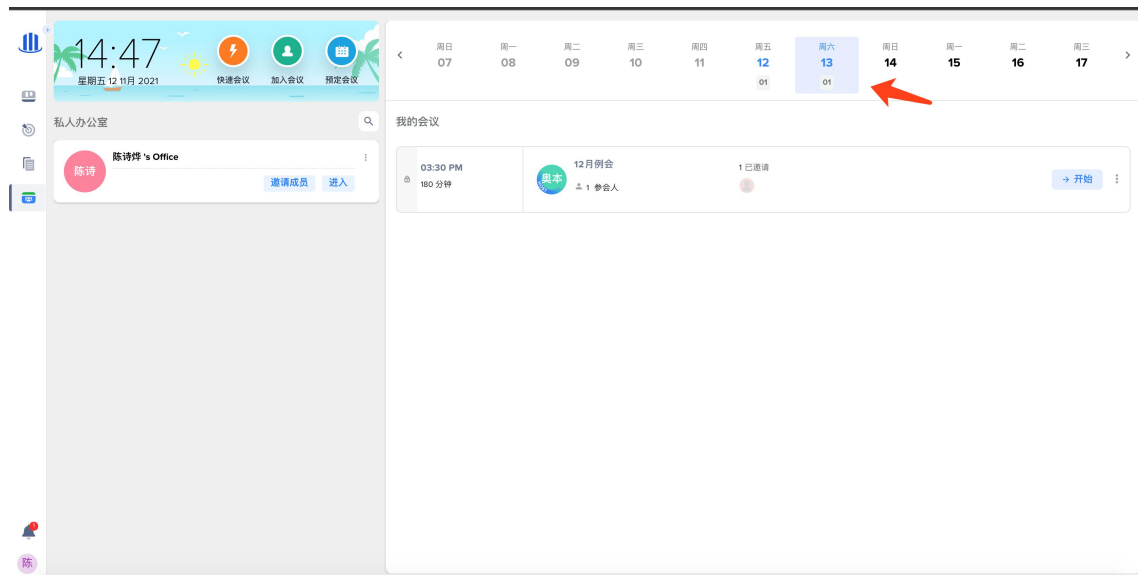 14:47
星期五 12 11月 2021
快速会议
加入会议
预定会议
私人办公室
陈诗
陈诗烨 's Office
邀请成员
进入
周日 周一 周二 周三 周四 周五 周六 周日 周一 周二 周三
07 08 09 10 11 12 13 14 15 16 17
01 01
我的会议
03:30 PM
180 分钟
奥本
12月例会
1 参会人
1 已邀请
→ 开始
陈